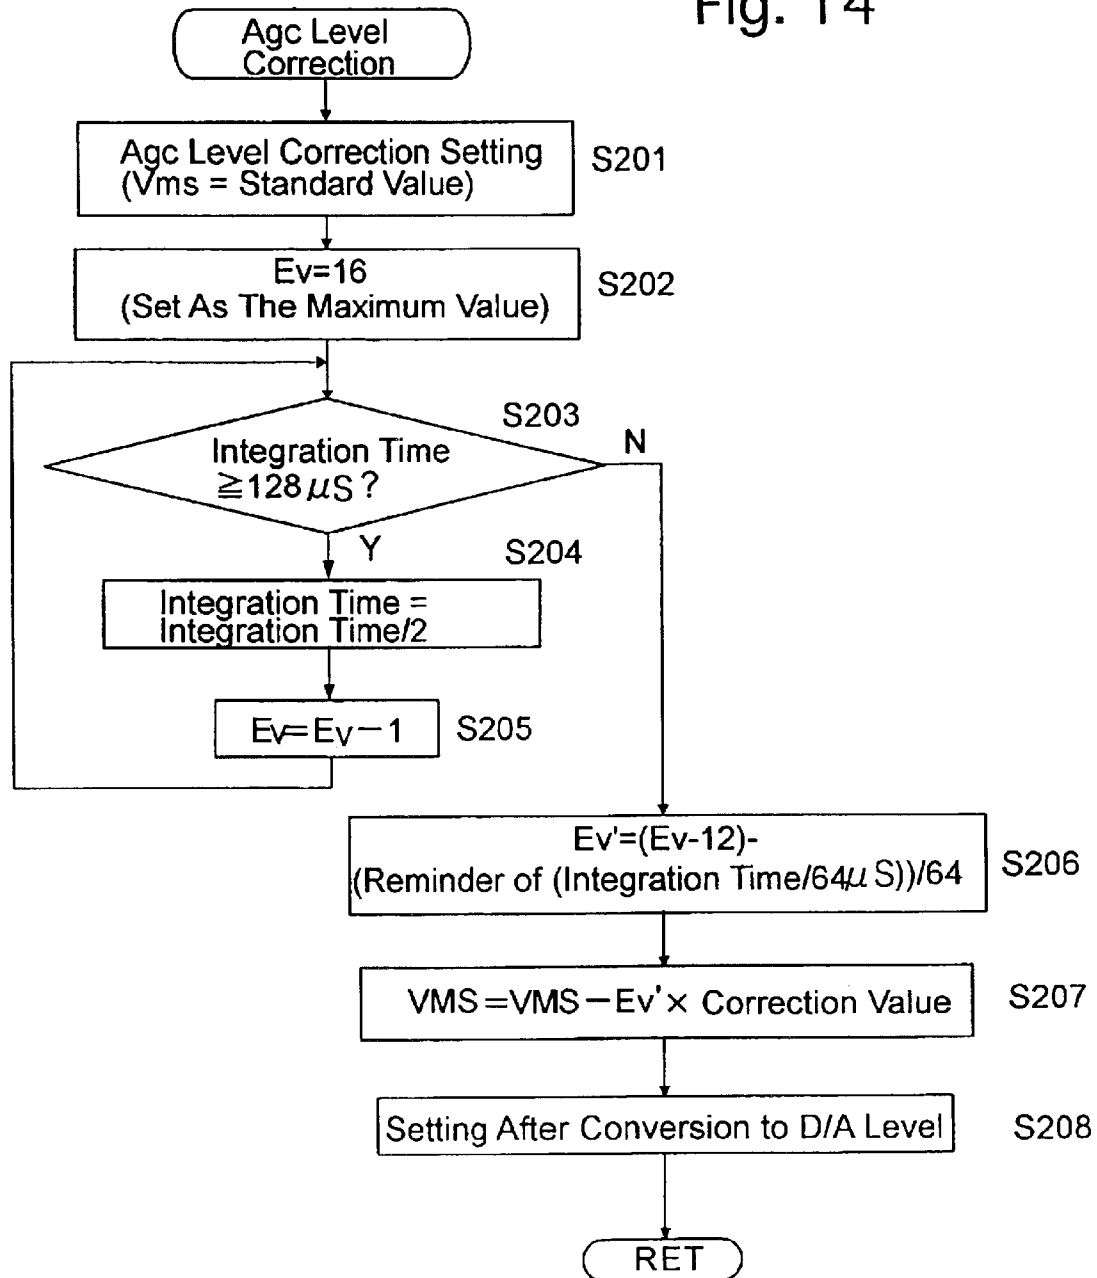 Fig. 14
Agc Level
Correction
Agc Level Correction Setting
(Vms = Standard Value)
S201
Ev=16
(Set As The Maximum Value)
S202
S203
Integration Time
≧128μS?
N
Y
S204
Integration Time =
Integration Time/2
Ev=Ev−1
S205
Ev'=(Ev-12)-
(Reminder of (Integration Time/64μS))/64
S206
VMS=VMS−Ev'× Correction Value
S207
Setting After Conversion to D/A Level
S208
RET